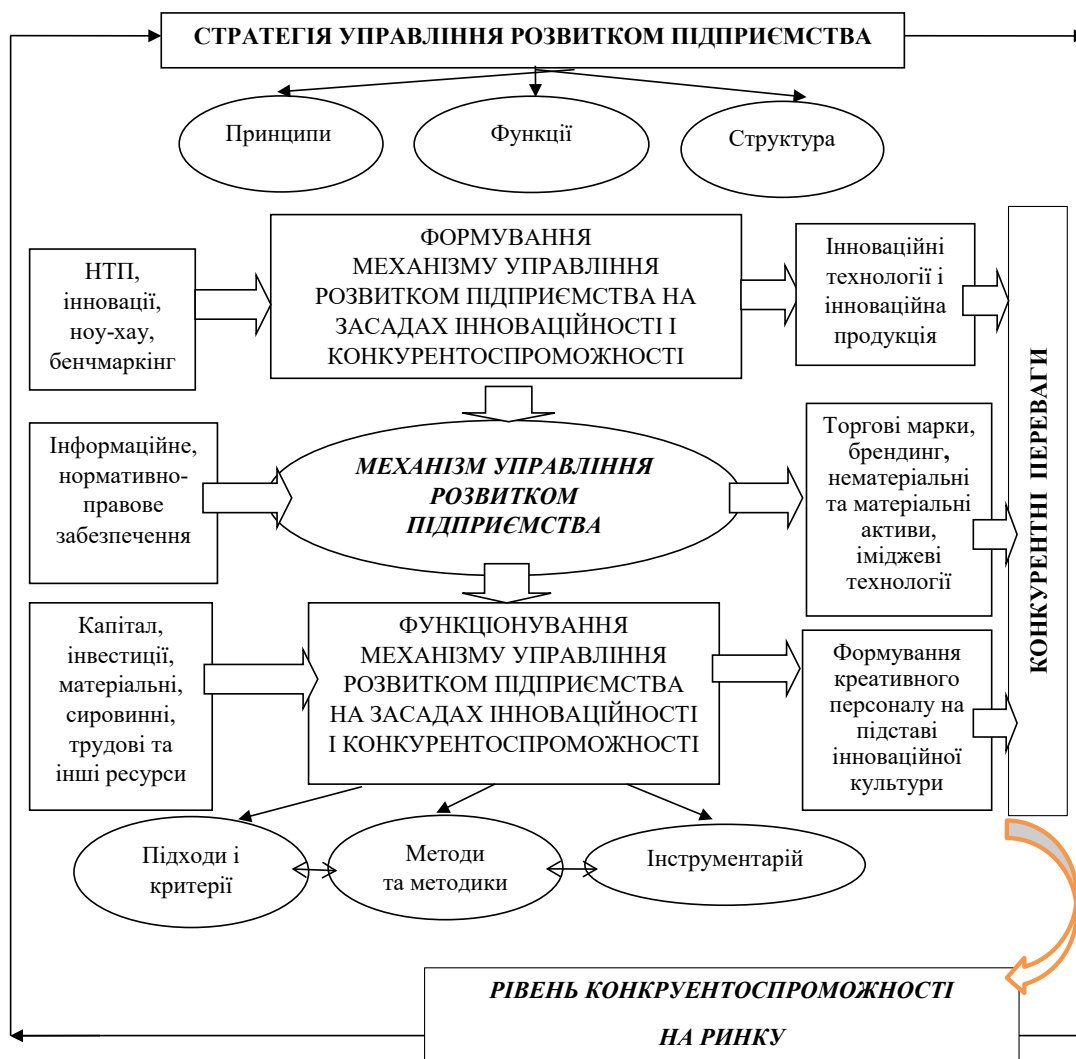 СТРАТЕГІЯ УПРАВЛІННЯ РОЗВИТКОМ ПІДПРИЄМСТВА
Принципи
Функції
Структура
НТП,
інновації,
ноу-хау,
бенчмаркінг
ФОРМУВАННЯ
МЕХАНІЗМУ УПРАВЛІННЯ
РОЗВИТКОМ ПІДПРИЄМСТВА НА
ЗАСАДАХ ІННОВАЦІЙНОСТІ І
КОНКУРЕНТОСПРОМОЖНОСТІ
Інноваційні
технології і
інноваційна
продукція
КОНКУРЕНТНІ ПЕРЕВАГИ
Інформаційне,
нормативно-
правове
забезпечення
МЕХАНІЗМ УПРАВЛІННЯ
РОЗВИТКОМ
ПІДПРИЄМСТВА
Торгові марки,
брендинг,
нематеріальні
та матеріальні
активи,
іміджеві
технології
Капітал,
інвестиції,
матеріальні,
сировинні,
трудові та
інші ресурси
ФУНКЦІОНУВАННЯ
МЕХАНІЗМУ УПРАВЛІННЯ
РОЗВИТКОМ ПІДПРИЄМСТВА
НА ЗАСАДАХ ІННОВАЦІЙНОСТІ
І КОНКУРЕНТОСПРОМОЖНОСТІ
Формування
креативного
персоналу на
підставі
інноваційної
культури
Підходи і
критерії
Методи
та методики
Інструментарій
РІВЕНЬ КОНКРУЕНТОСПРОМОЖНОСТІ
НА РИНКУ